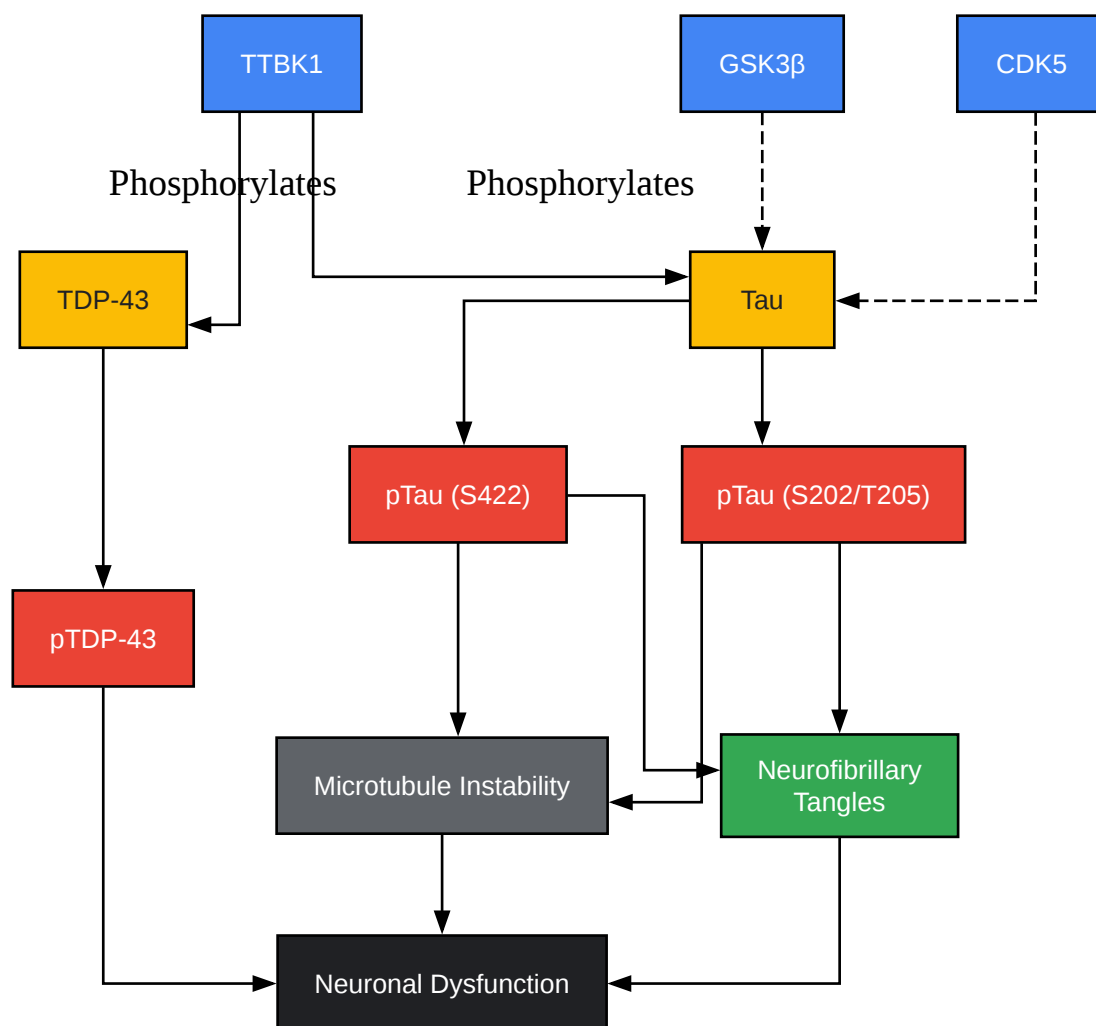 TTBK1
GSK3β
CDK5
Phosphorylates
Phosphorylates
TDP-43
Tau
pTau (S422)
pTau (S202/T205)
pTDP-43
Microtubule Instability
Neurofibrillary
Tangles
Neuronal Dysfunction